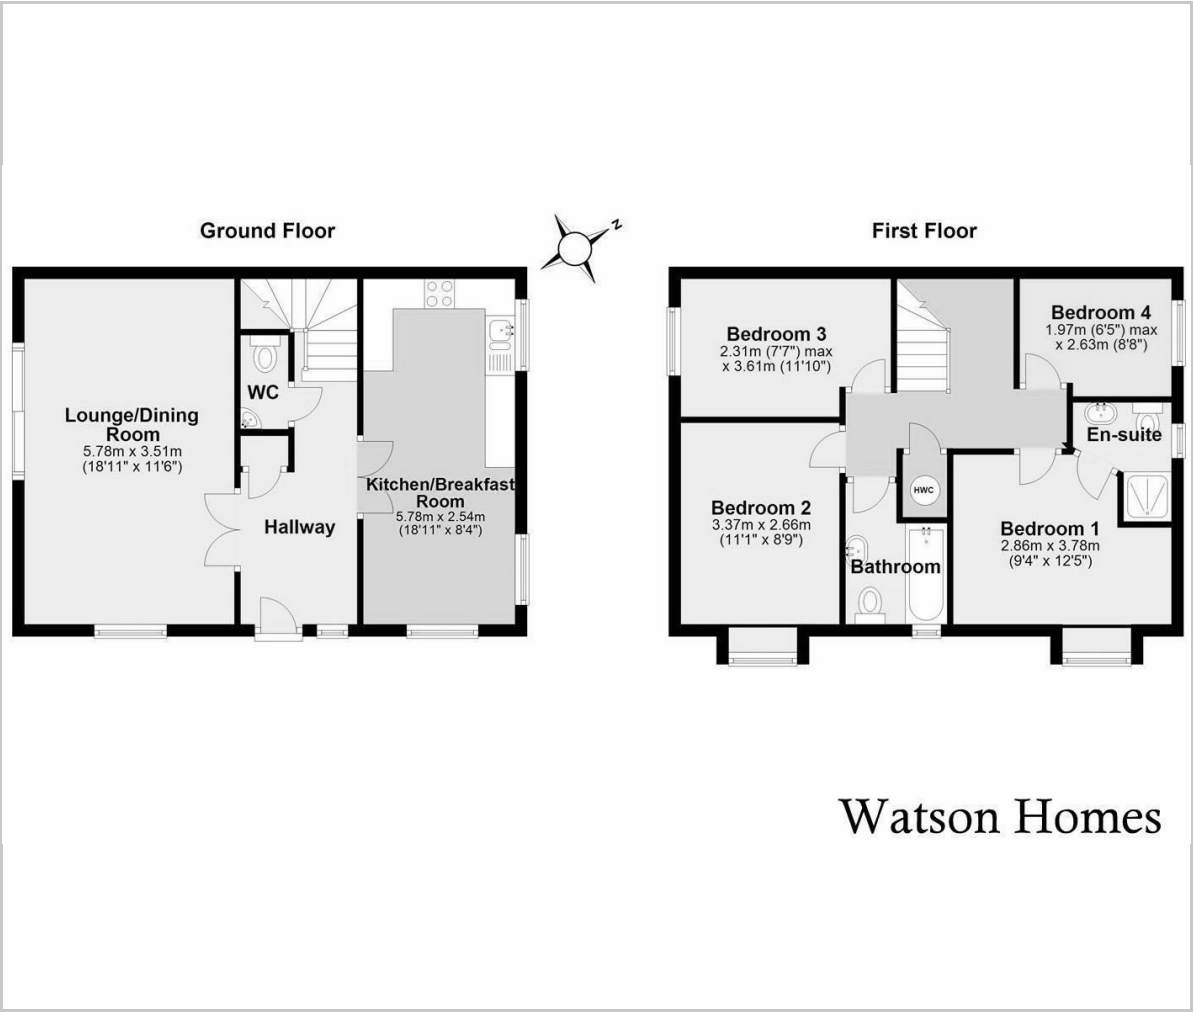 Ground Floor
N
First Floor
Lounge/Dining
Room
5.78m x 3.51m
(18'11" x 11'6")
WC
Hallway
Kitchen/Breakfast
Room
5.78m x 2.54m
(18'11" x 8'4")
Bedroom 3
2.31m (7'7") max
x 3.61m (11'10")
Bedroom 4
1.97m (6'5") max
x 2.63m (8'8")
En-suite
HWC
Bedroom 2
3.37m x 2.66m
(11'1" x 8'9")
Bathroom
Bedroom 1
2.86m x 3.78m
(9'4" x 12'5")
Watson Homes